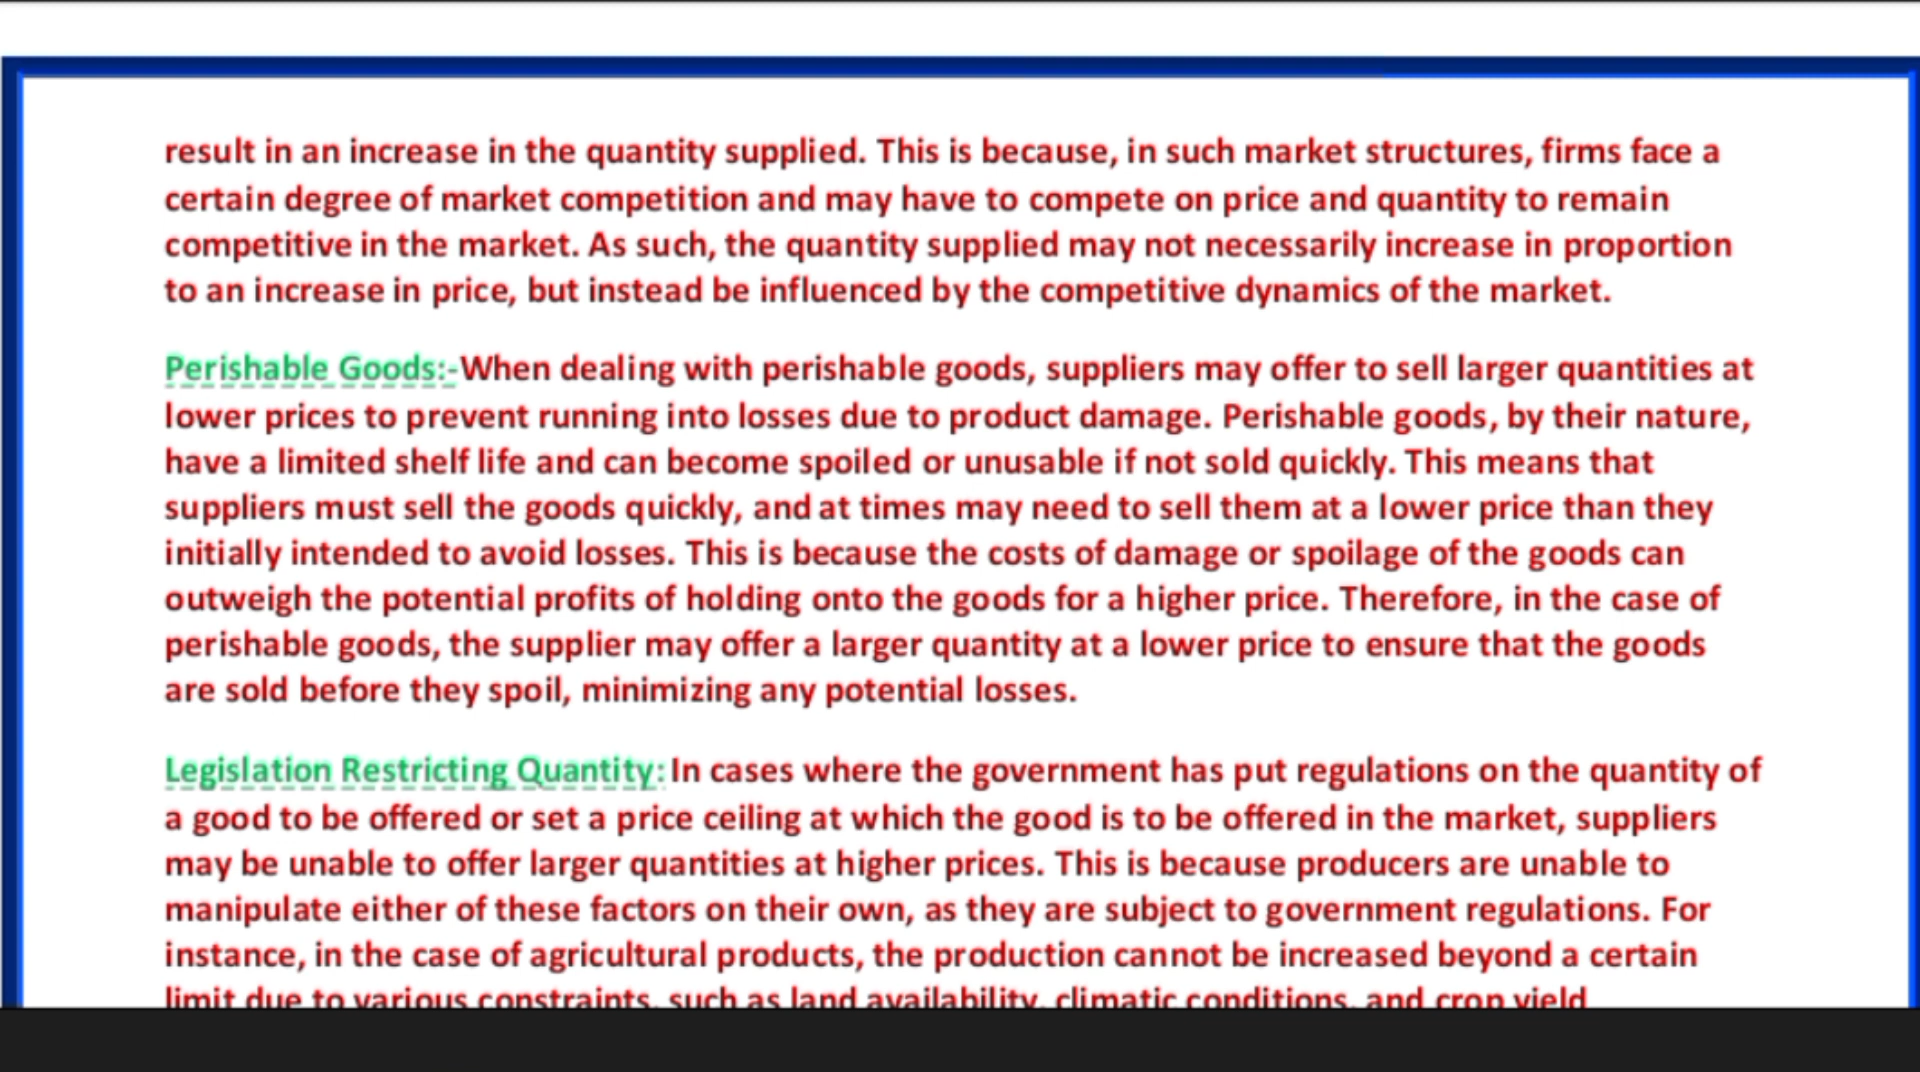 result in an increase in the quantity supplied. This is because, in such market structures, firms face a
certain degree of market competition and may have to compete on price and quantity to remain
competitive in the market. As such, the quantity supplied may not necessarily increase in proportion
to an increase in price, but instead be influenced by the competitive dynamics of the market.
Perishable Goods:-When dealing with perishable goods, suppliers may offer to sell larger quantities at
lower prices to prevent running into losses due to product damage. Perishable goods, by their nature,
have a limited shelf life and can become spoiled or unusable if not sold quickly. This means that
suppliers must sell the goods quickly, and at times may need to sell them at a lower price than they
initially intended to avoid losses. This is because the costs of damage or spoilage of the goods can
outweigh the potential profits of holding onto the goods for a higher price. Therefore, in the case of
perishable goods, the supplier may offer a larger quantity at a lower price to ensure that the goods
are sold before they spoil, minimizing any potential losses.
Legislation Restricting Quantity: In cases where the government has put regulations on the quantity of
a good to be offered or set a price ceiling at which the good is to be offered in the market, suppliers
may be unable to offer larger quantities at higher prices. This is because producers are unable to
manipulate either of these factors on their own, as they are subject to government regulations. For
instance, in the case of agricultural products, the production cannot be increased beyond a certain
limit due to various constraints, such as land availability, climatic conditions, and crop yield